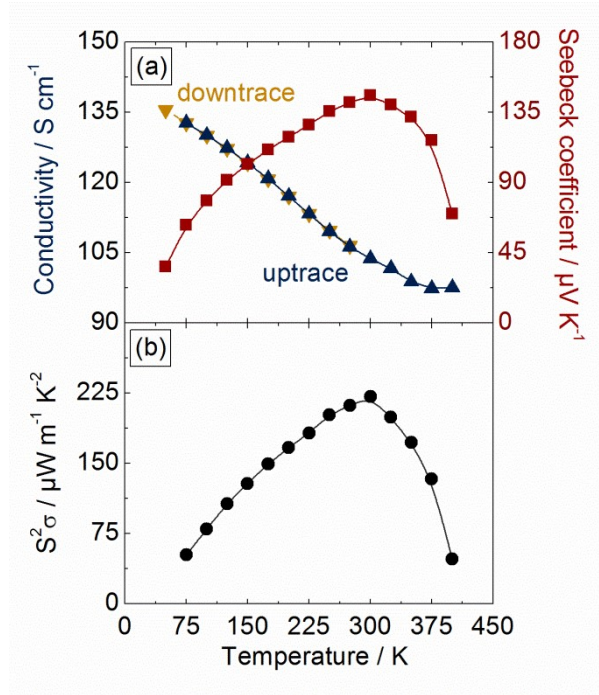 150
135
120
105
90
Conductivity / S cm⁻¹
(a)
downtrace
uptrace
180
135
90
45
0
Seebeck coefficient / µV K⁻¹
(b)
225
150
75
0
S²σ / µW m⁻¹ K⁻²
0 75 150 225 300 375 450
Temperature / K